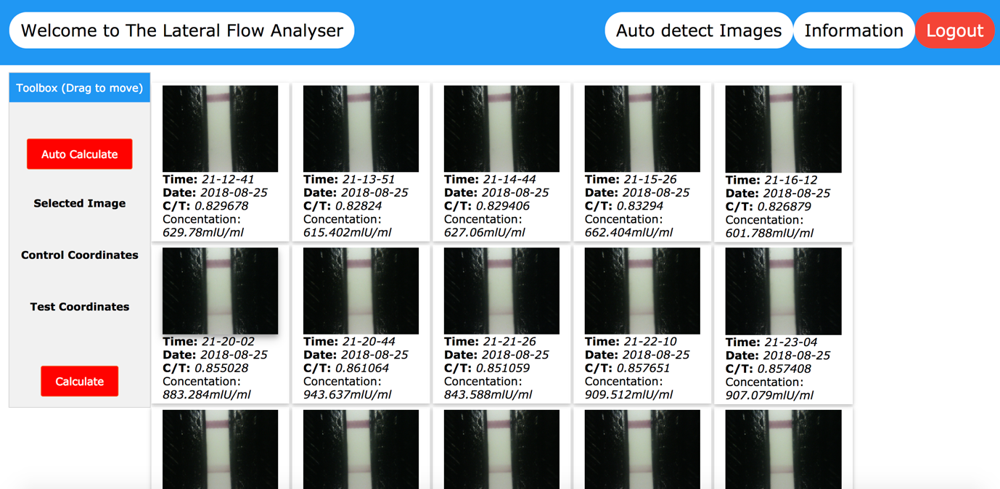 Welcome to The Lateral Flow Analyser
Auto detect Images
Information
Logout
Toolbox (Drag to move)
Auto Calculate
Selected Image
Control Coordinates
Test Coordinates
Calculate
Time: 21-12-41
Date: 2018-08-25
C/T: 0.829678
Concentation:
629.78mlU/ml
Time: 21-13-51
Date: 2018-08-25
C/T: 0.82824
Concentation:
615.402mlU/ml
Time: 21-14-44
Date: 2018-08-25
C/T: 0.829406
Concentation:
627.06mlU/ml
Time: 21-15-26
Date: 2018-08-25
C/T: 0.83294
Concentation:
662.404mlU/ml
Time: 21-16-12
Date: 2018-08-25
C/T: 0.826879
Concentation:
601.788mlU/ml
Time: 21-20-02
Date: 2018-08-25
C/T: 0.855028
Concentation:
883.284mlU/ml
Time: 21-20-44
Date: 2018-08-25
C/T: 0.861064
Concentation:
943.637mlU/ml
Time: 21-21-26
Date: 2018-08-25
C/T: 0.851059
Concentation:
843.588mlU/ml
Time: 21-22-10
Date: 2018-08-25
C/T: 0.857651
Concentation:
909.512mlU/ml
Time: 21-23-04
Date: 2018-08-25
C/T: 0.857408
Concentation:
907.079mlU/ml